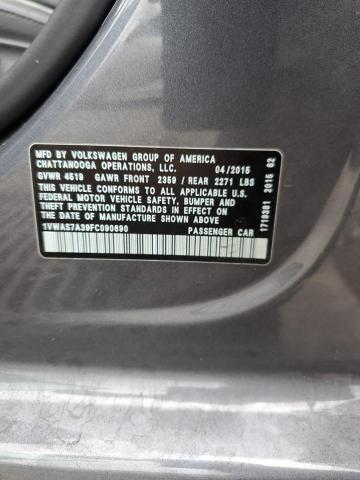 MFD BY VOLKSWAGEN GROUP OF AMERICA
CHATTANOOGA OPERATIONS, LLC. 04/2015
GVWR 4519 GAWR FRONT 2359 / REAR 2271 LBS
THIS VEHICLE CONFORMS TO ALL APPLICABLE U.S.
FEDERAL MOTOR VEHICLE SAFETY, BUMPER AND
THEFT PREVENTION STANDARDS IN EFFECT ON THE
DATE OF MANUFACTURE SHOWN ABOVE
1VWAS7A39FC090690 PASSENGER CAR
1719381 2015 02